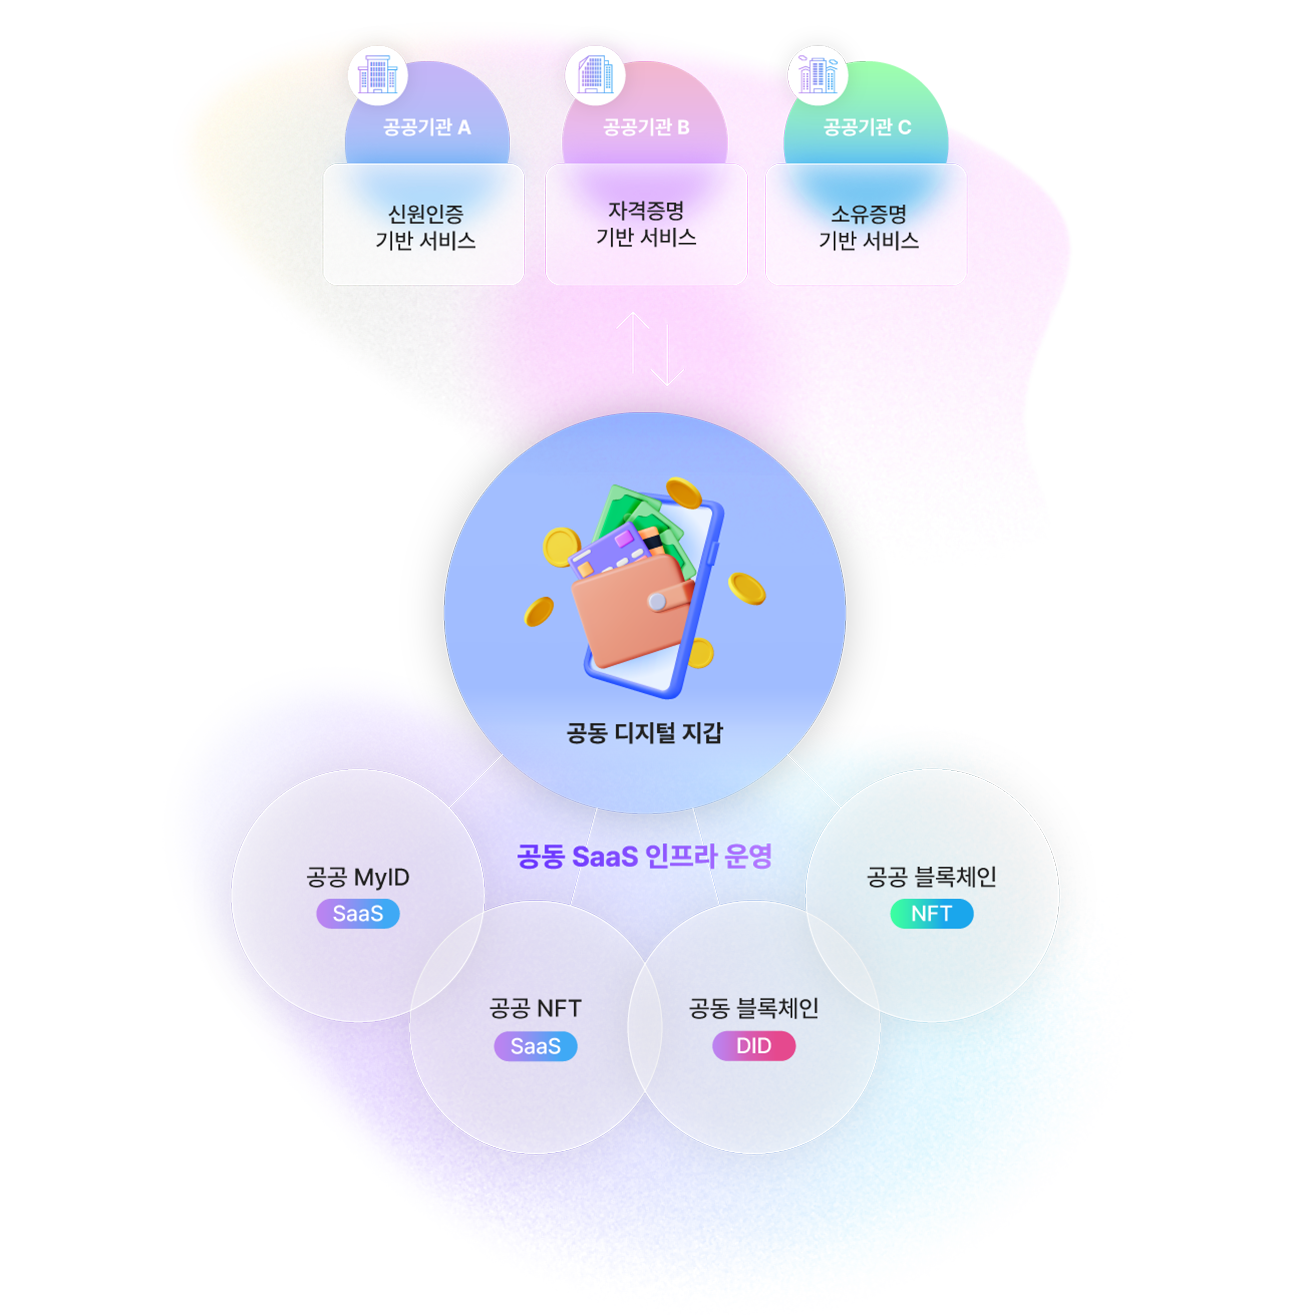 공공기관 A
신원인증
기반 서비스
공공기관 B
자격증명
기반 서비스
공공기관 C
소유증명
기반 서비스
공동 디지털 지갑
공동 SaaS 인프라 운영
공공 MyID
SaaS
공공 NFT
SaaS
공동 블록체인
DID
공공 블록체인
NFT